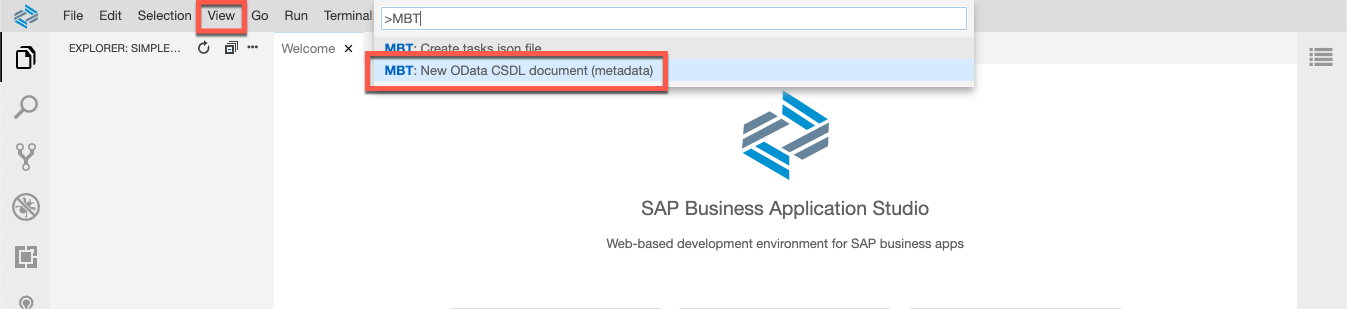 File Edit Selection View Go Run Terminal
>MBT
EXPLORER: SIMPLE...
Welcome
MBT: Create tasks json file
MBT: New OData CSDL document (metadata)
SAP Business Application Studio
Web-based development environment for SAP business apps